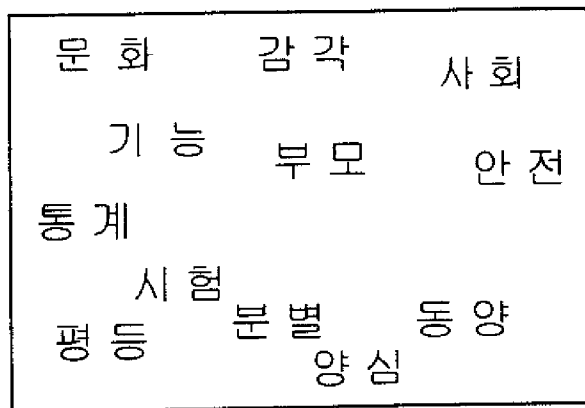 문 화 감 각 사 회
기 능 부 모 안 전
통 계
시 험 분 별 동 양
평 등 양 심